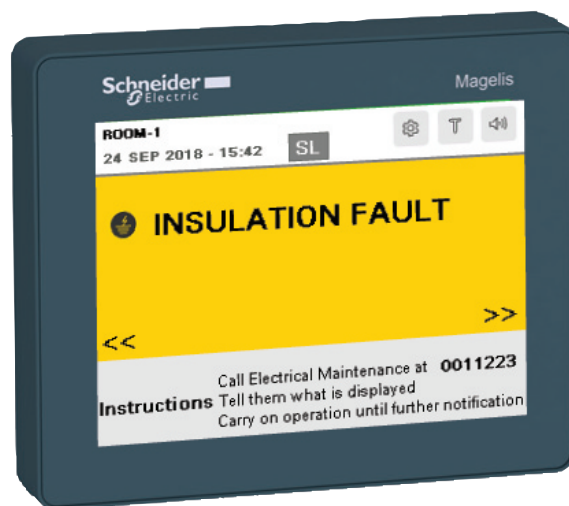 Schneider
Electric
Magelis
ROOM-1
24 SEP 2018 - 15:42
SL
T
INSULATION FAULT
<< >>
Instructions
Call Electrical Maintenance at 0011223
Tell them what is displayed
Carry on operation until further notification